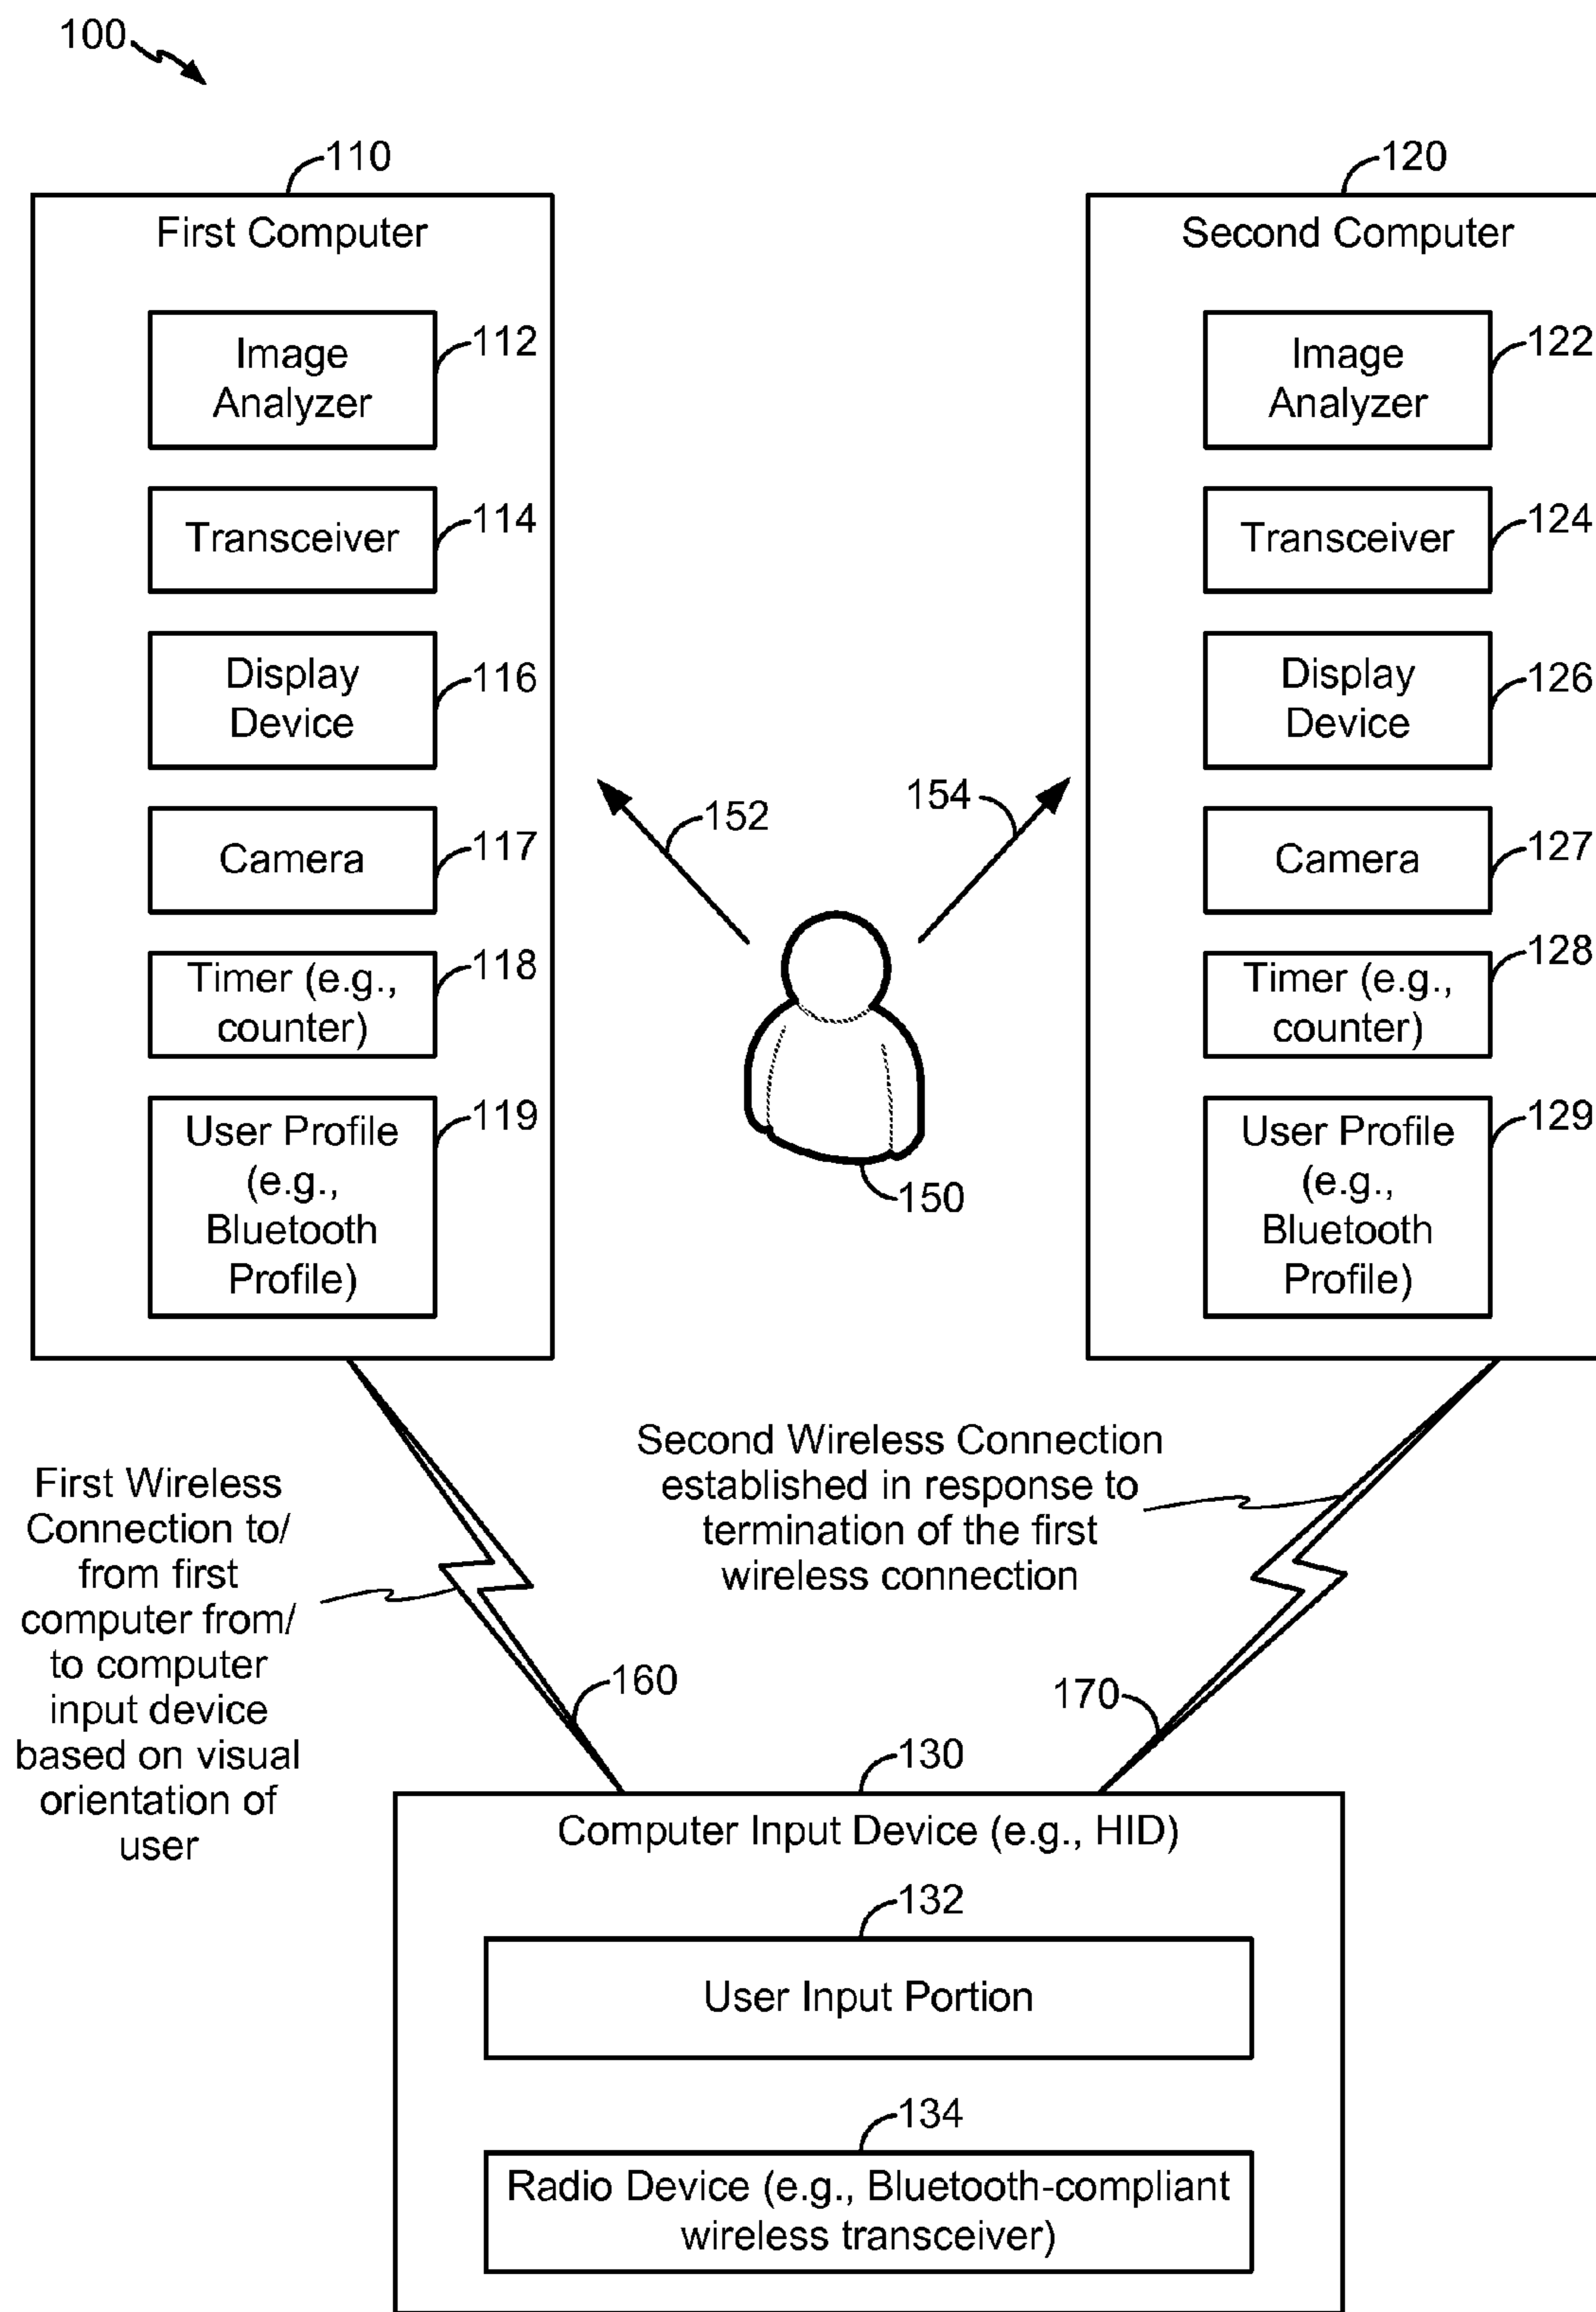 100
110
First Computer
Image
Analyzer
112
Transceiver
114
Display
Device
116
Camera
117
Timer (e.g.,
counter)
118
User Profile
(e.g.,
Bluetooth
Profile)
119
152
154
150
120
Second Computer
Image
Analyzer
122
Transceiver
124
Display
Device
126
Camera
127
Timer (e.g.,
counter)
128
User Profile
(e.g.,
Bluetooth
Profile)
129
First Wireless
Connection to/
from first
computer from/
to computer
input device
based on visual
orientation of
user
160
Second Wireless Connection
established in response to
termination of the first
wireless connection
170
130
Computer Input Device (e.g., HID)
132
User Input Portion
134
Radio Device (e.g., Bluetooth-compliant
wireless transceiver)